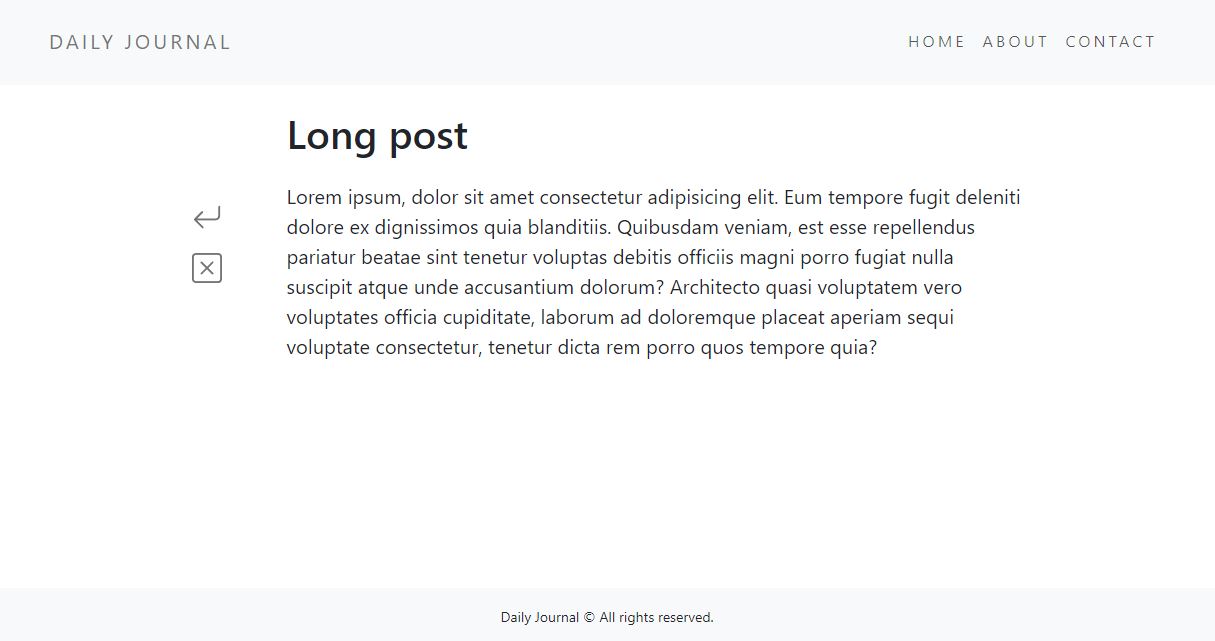 DAILY JOURNAL
HOME ABOUT CONTACT
Long post
Lorem ipsum, dolor sit amet consectetur adipisicing elit. Eum tempore fugit deleniti
dolore ex dignissimos quia blanditiis. Quibusdam veniam, est esse repellendus
pariatur beatae sint tenetur voluptas debitis officiis magni porro fugiat nulla
suscipit atque unde accusantium dolorum? Architecto quasi voluptatem vero
voluptates officia cupiditate, laborum ad doloremque placeat aperiam sequi
voluptate consectetur, tenetur dicta rem porro quos tempore quia?
Daily Journal © All rights reserved.